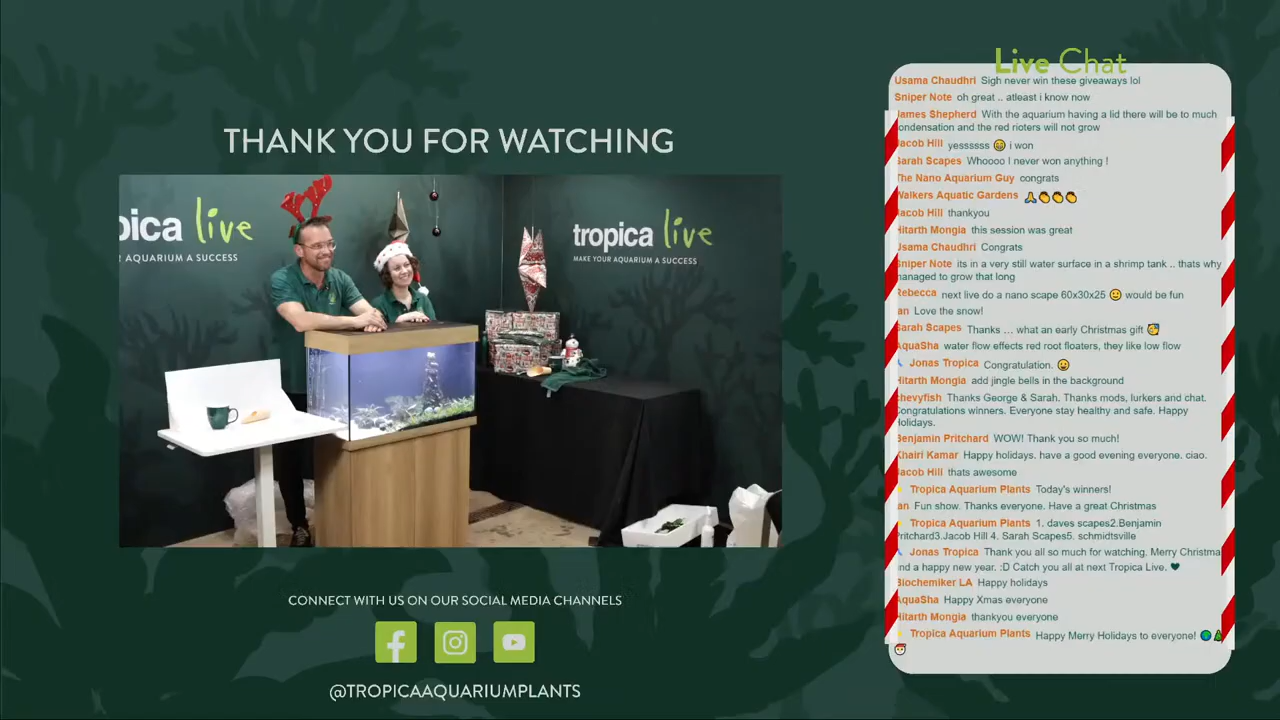 THANK YOU FOR WATCHING
pica live
AQUARIUM A SUCCESS
tropica live
MAKE YOUR AQUARIUM A SUCCESS
CONNECT WITH US ON OUR SOCIAL MEDIA CHANNELS
@TROPICAAQUARIUMPLANTS
Live Chat
Usama Chaudhri Sigh never win these giveaways lol
Sniper Note oh great .. atleast i know now
James Shepherd With the aquarium having a lid there will be to much
ondensation and the red rioters will not grow
Jacob Hill yessssss 😀 i won
Sarah Scapes Whoooo I never won anything !
The Nano Aquarium Guy congrats
Walkers Aquatic Gardens 🙏👏👏👏
Jacob Hill thankyou
Hitarth Mongia this session was great
Usama Chaudhri Congrats
Sniper Note its in a very still water surface in a shrimp tank .. thats why
managed to grow that long
Rebecca next live do a nano scape 60x30x25 🙂 would be fun
an Love the snow!
Sarah Scapes Thanks … what an early Christmas gift 🥳
AquaSha water flow effects red root floaters, they like low flow
Jonas Tropica Congratulation. 😉
Hitarth Mongia add jingle bells in the background
chevyfish Thanks George & Sarah. Thanks mods, lurkers and chat.
Congratulations winners. Everyone stay healthy and safe. Happy
Holidays.
Benjamin Pritchard WOW! Thank you so much!
Khairi Kamar Happy holidays. have a good evening everyone. ciao.
Jacob Hill thats awesome
Tropica Aquarium Plants Today's winners!
an Fun show. Thanks everyone. Have a great Christmas
Tropica Aquarium Plants 1. daves scapes2.Benjamin
Pritchard3.Jacob Hill 4. Sarah Scapes5. schmidtsville
Jonas Tropica Thank you all so much for watching. Merry Christma
and a happy new year. :D Catch you all at next Tropica Live. ♥
Biochemiker LA Happy holidays
AquaSha Happy Xmas everyone
Hitarth Mongia thankyou everyone
Tropica Aquarium Plants Happy Merry Holidays to everyone! 🌍🎄
🎅